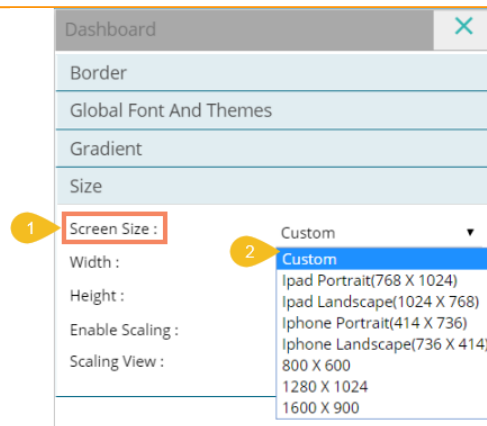 Dashboard
Border
Global Font And Themes
Gradient
Size
1 Screen Size : Custom
Width : 2 Custom
Ipad Portrait(768 X 1024)
Height : Ipad Landscape(1024 X 768)
Iphone Portrait(414 X 736)
Enable Scaling : Iphone Landscape(736 X 414)
Scaling View : 800 X 600
1280 X 1024
1600 X 900